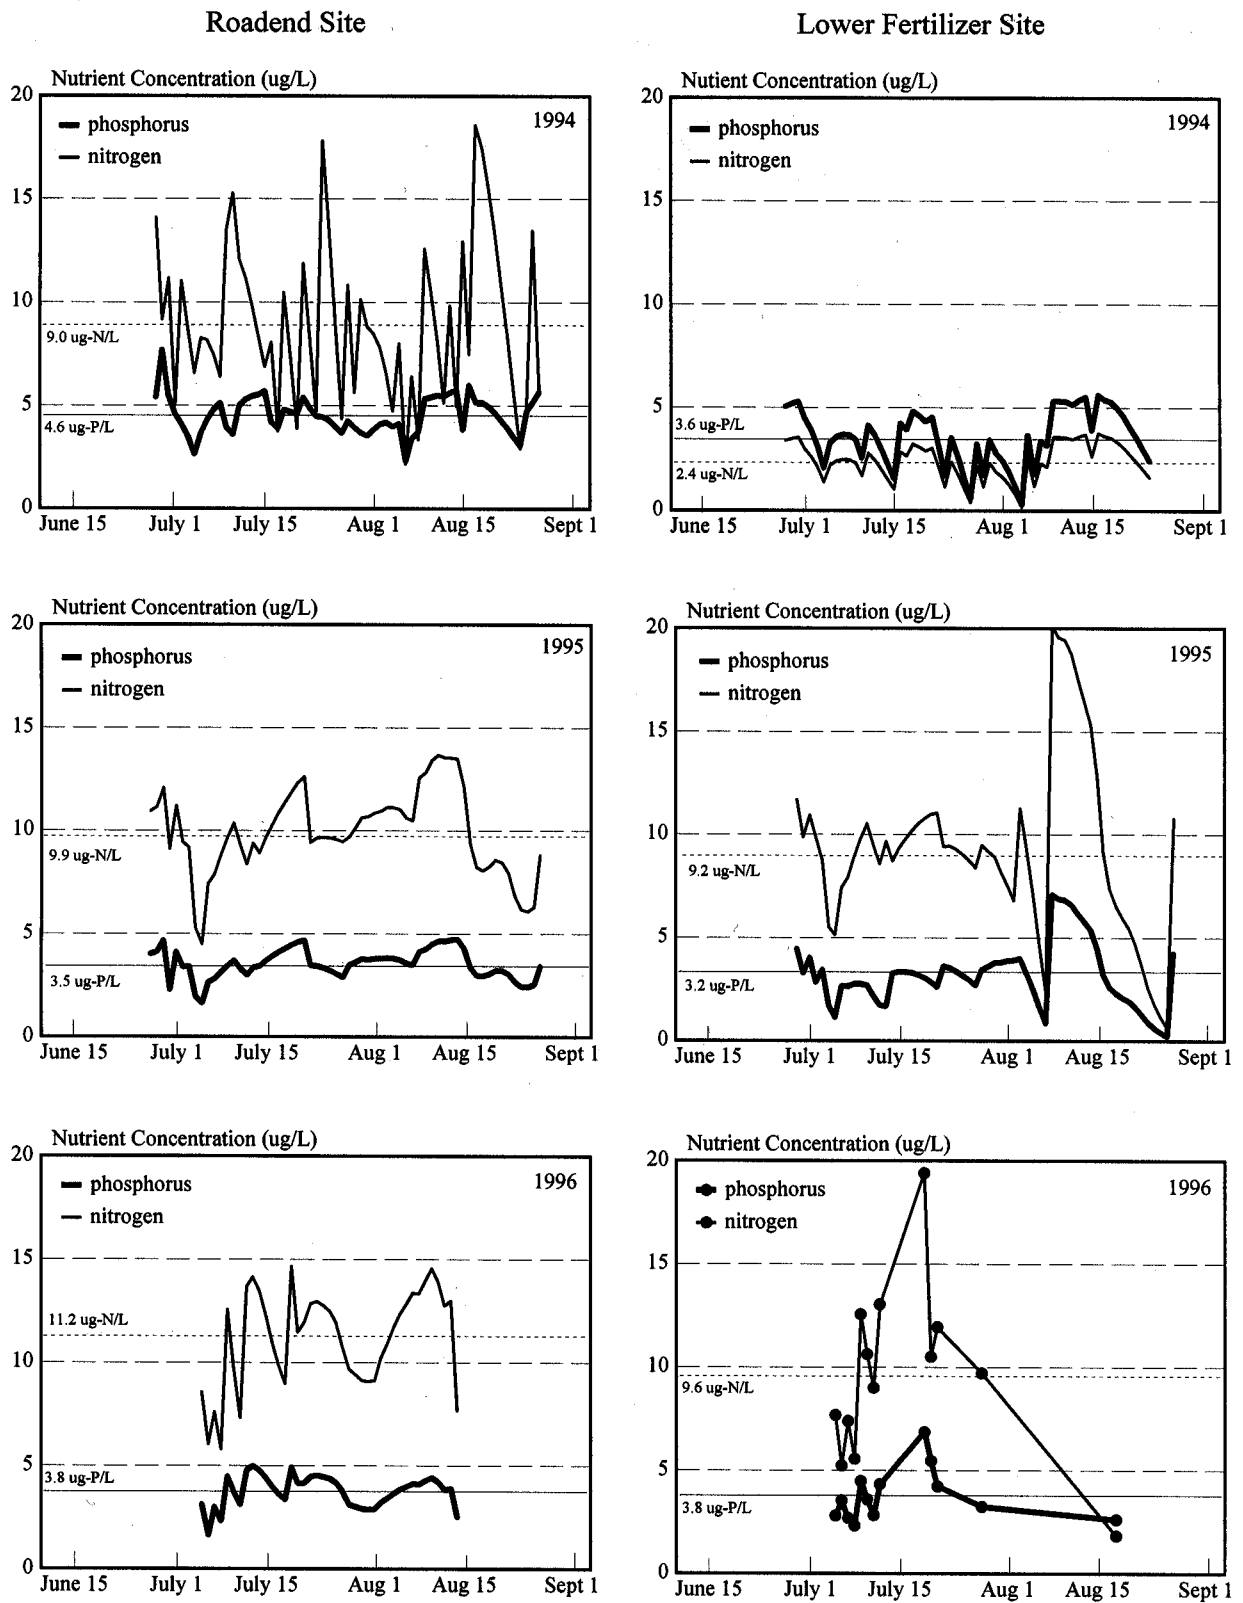 Roadend Site
Lower Fertilizer Site
Nutrient Concentration (ug/L)
20
phosphorus
1994
nitrogen
15
10
9.0 ug-N/L
5
4.6 ug-P/L
0
June 15 July 1 July 15 Aug 1 Aug 15 Sept 1
Nutient Concentration (ug/L)
20
phosphorus
1994
nitrogen
15
10
5
3.6 ug-P/L
2.4 ug-N/L
0
June 15 July 1 July 15 Aug 1 Aug 15 Sept 1
Nutrient Concentration (ug/L)
20
phosphorus
1995
nitrogen
15
10
9.9 ug-N/L
5
3.5 ug-P/L
0
June 15 July 1 July 15 Aug 1 Aug 15 Sept 1
Nutrient Concentration (ug/L)
20
phosphorus
1995
nitrogen
15
10
9.2 ug-N/L
5
3.2 ug-P/L
0
June 15 July 1 July 15 Aug 1 Aug 15 Sept 1
Nutrient Concentration (ug/L)
20
phosphorus
1996
nitrogen
15
11.2 ug-N/L
10
5
3.8 ug-P/L
0
June 15 July 1 July 15 Aug 1 Aug 15 Sept 1
Nutrient Concentration (ug/L)
20
phosphorus
1996
nitrogen
15
10
9.6 ug-N/L
5
3.8 ug-P/L
0
June 15 July 1 July 15 Aug 1 Aug 15 Sept 1